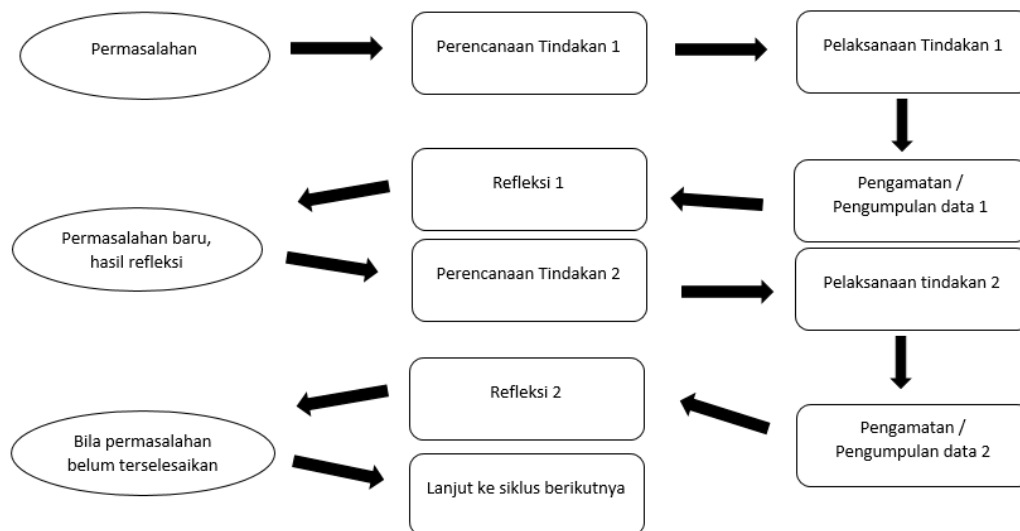 Permasalahan
Perencanaan Tindakan 1
Pelaksanaan Tindakan 1
Refleksi 1
Pengamatan /
Pengumpulan data 1
Permasalahan baru,
hasil refleksi
Perencanaan Tindakan 2
Pelaksanaan tindakan 2
Refleksi 2
Pengamatan /
Pengumpulan data 2
Bila permasalahan
belum terselesaikan
Lanjut ke siklus berikutnya